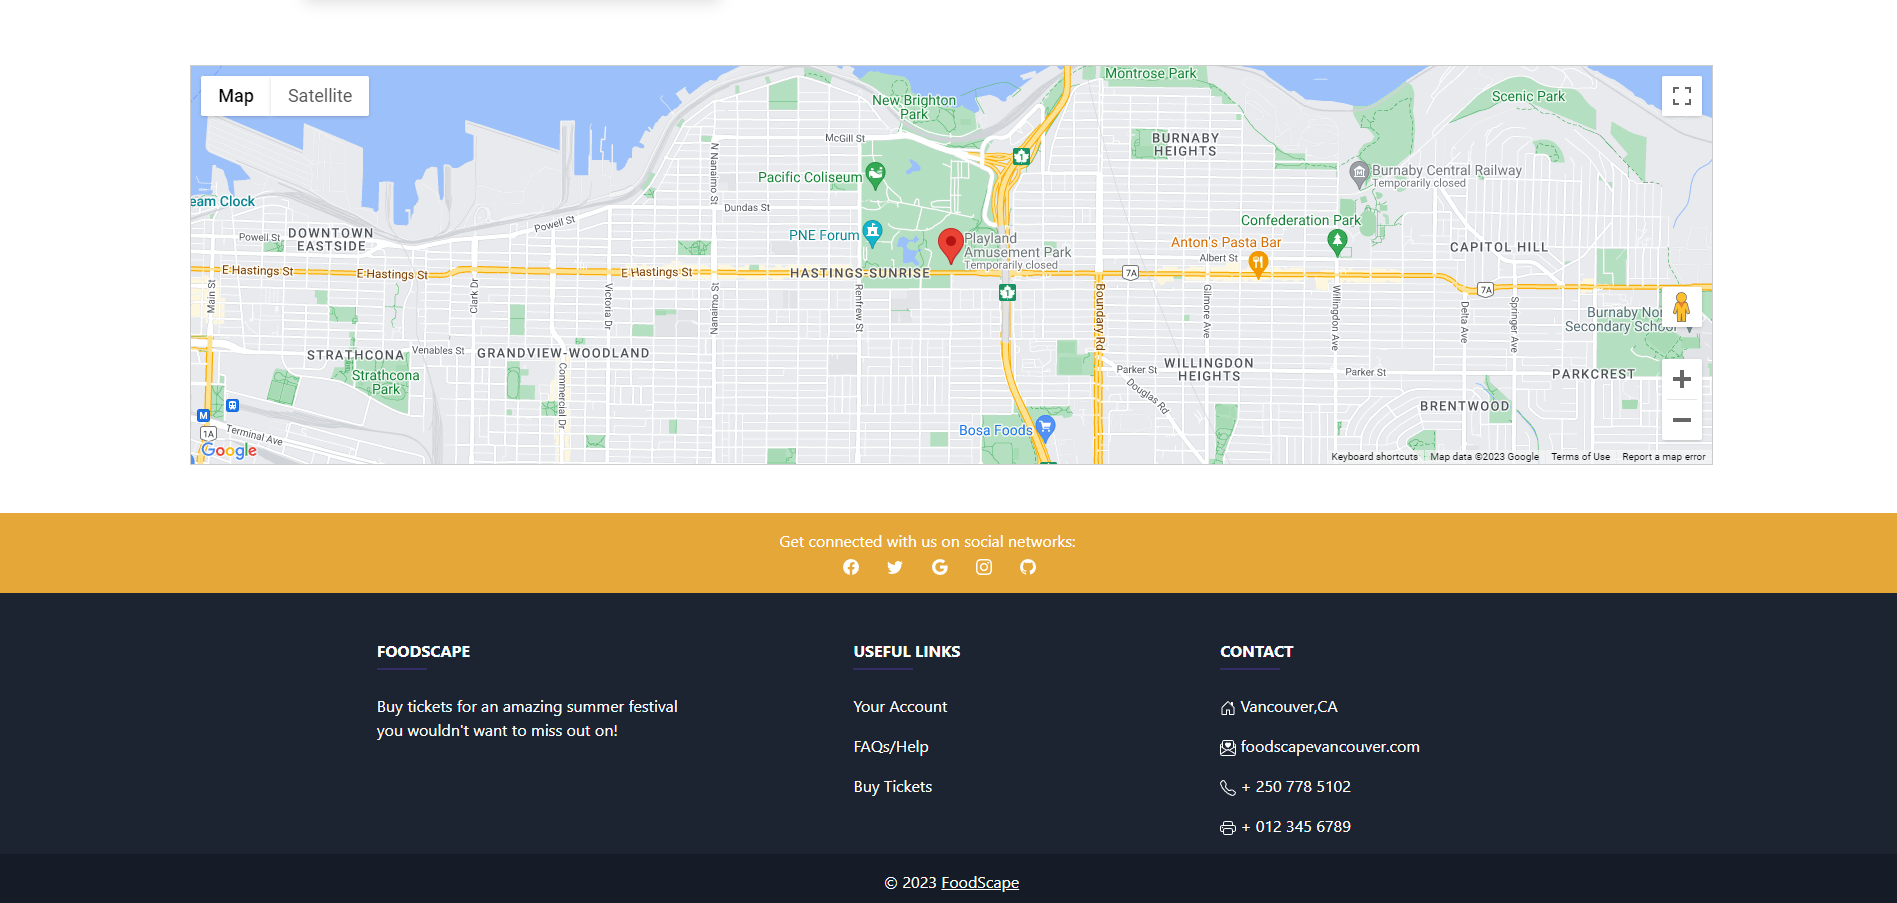 Map Satellite
Montrose Park
New Brighton
Park
Scenic Park
McGill St
N Nanaimo St
BURNABY
HEIGHTS
Pacific Coliseum
Burnaby Central Railway
Temporarily closed
eam Clock
Dundas St
Powell St
Confederation Park
DOWNTOWN
EASTSIDE
Powell St
PNE Forum
Playland
Amusement Park
Temporarily closed
Anton's Pasta Bar
Albert St
CAPITOL HILL
E Hastings St
E Hastings St
E Hastings St
HASTINGS-SUNRISE
7A
7A
1
1
Main St
Clark Dr
Victoria Dr
Nanaimo St
Renfrew St
Boundary Rd
Gilmore Ave
Willingdon Ave
Delta Ave
Springer Ave
Burnaby Nor
Secondary School
STRATHCONA
Venables St
GRANDVIEW-WOODLAND
Strathcona
Park
Commercial Dr
Parker St
Douglas Rd
WILLINGDON
HEIGHTS
Parker St
PARKCREST
BRENTWOOD
M
1A
Terminal Ave
Bosa Foods
Google
Keyboard shortcuts Map data ©2023 Google Terms of Use Report a map error
Get connected with us on social networks:
FOODSCAPE
Buy tickets for an amazing summer festival
you wouldn't want to miss out on!
USEFUL LINKS
Your Account
FAQs/Help
Buy Tickets
CONTACT
Vancouver,CA
foodscapevancouver.com
+ 250 778 5102
+ 012 345 6789
© 2023 FoodScape